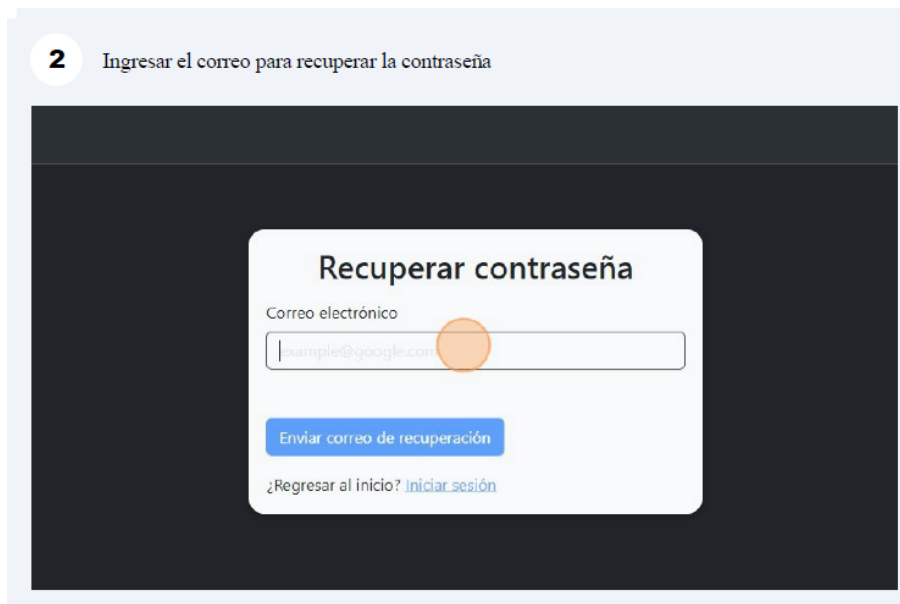 2 Ingresar el correo para recuperar la contraseña
Recuperar contraseña
Correo electrónico
example@google.com
Enviar correo de recuperación
¿Regresar al inicio? Iniciar sesión